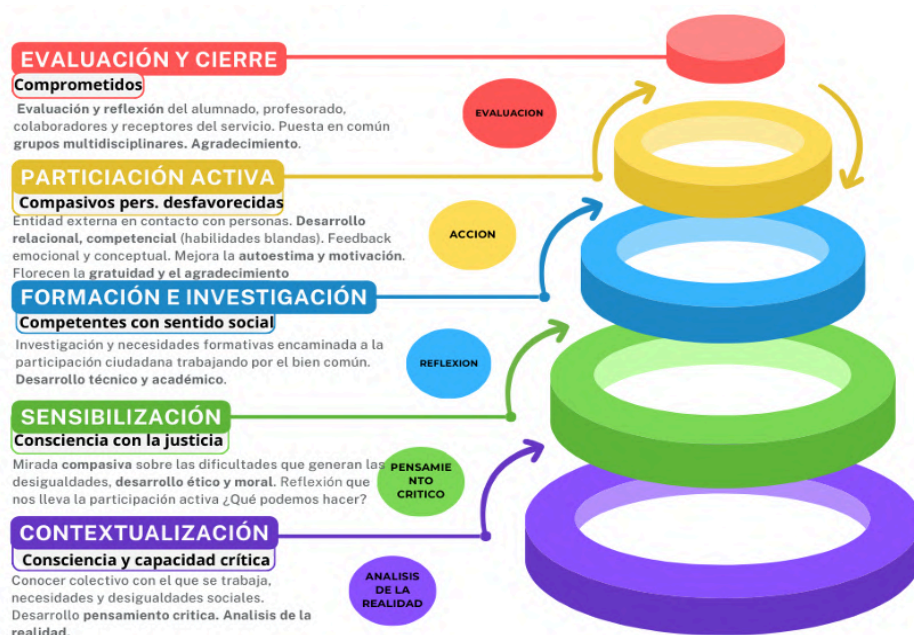 EVALUACIÓN Y CIERRE
Comprometidos
Evaluación y reflexión del alumnado, profesorado,
colaboradores y receptores del servicio. Puesta en común
grupos multidisciplinares. Agradecimiento.
EVALUACION
PARTICIACIÓN ACTIVA
Compasivos pers. desfavorecidas
Entidad externa en contacto con personas. Desarrollo
relacional, competencial (habilidades blandas). Feedback
emocional y conceptual. Mejora la autoestima y motivación.
Florecen la gratuidad y el agradecimiento
ACCION
FORMACIÓN E INVESTIGACIÓN
Competentes con sentido social
Investigación y necesidades formativas encaminada a la
participación ciudadana trabajando por el bien común.
Desarrollo técnico y académico.
REFLEXION
SENSIBILIZACIÓN
Consciencia con la justicia
Mirada compasiva sobre las dificultades que generan las
desigualdades, desarrollo ético y moral. Reflexión que
nos lleva la participación activa ¿Qué podemos hacer?
PENSAMIE
NTO
CRITICO
CONTEXTUALIZACIÓN
Consciencia y capacidad crítica
Conocer colectivo con el que se trabaja,
necesidades y desigualdades sociales.
Desarrollo pensamiento critica. Analisis de la
realidad.
ANALISIS
DE LA
REALIDAD